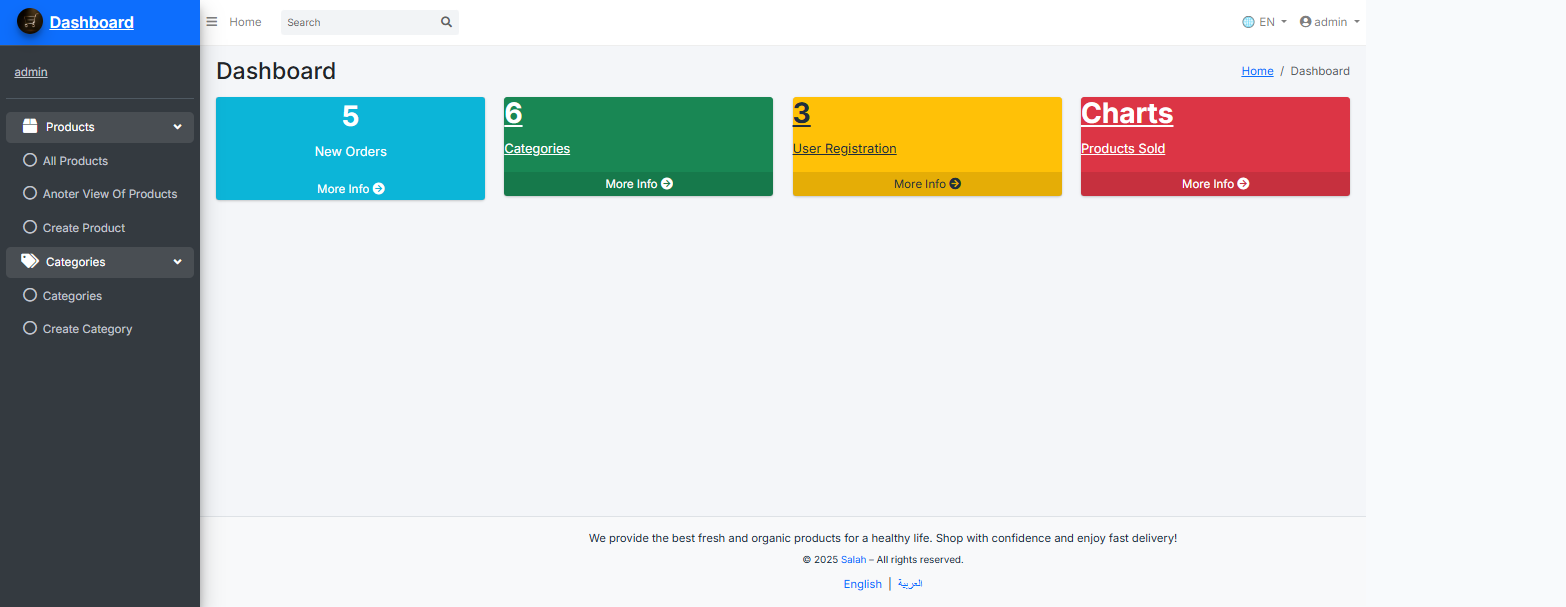 Dashboard
admin
Products
All Products
Anoter View Of Products
Create Product
Categories
Categories
Create Category
Home
Search
EN
admin
Dashboard
Home / Dashboard
5
New Orders
More Info
6
Categories
More Info
3
User Registration
More Info
Charts
Products Sold
More Info
We provide the best fresh and organic products for a healthy life. Shop with confidence and enjoy fast delivery!
© 2025 Salah – All rights reserved.
English | العربية